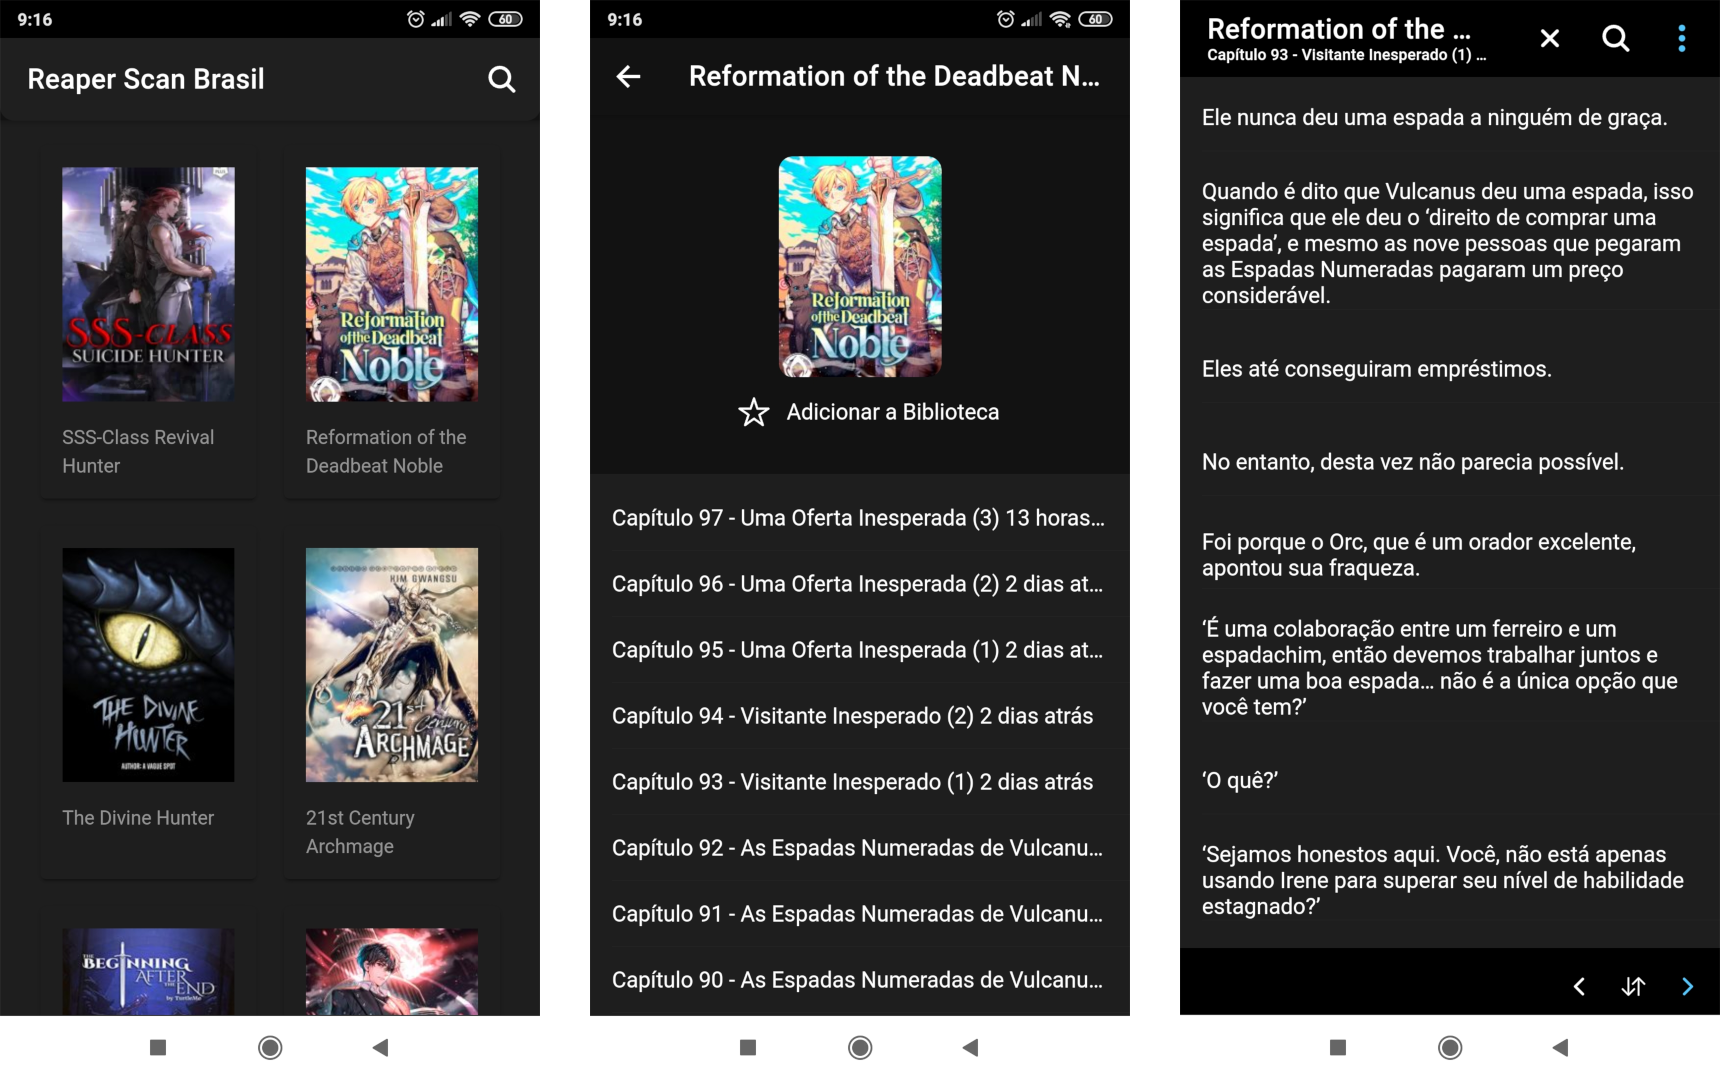 9:16
60
Reaper Scan Brasil
SSS-CLASS
SUICIDE HUNTER
Reformation
of the Deadbeat
Noble
SSS-Class Revival
Hunter
Reformation of the
Deadbeat Noble
THE DIVINE
HUNTER
AUTHOR: A VAGUE SPOT
KIM GWANGSU
21st Century
ARCHMAGE
The Divine Hunter
21st Century
Archmage
THE
BEGINNING
AFTER
THE END
by TurtleMe
9:16
60
Reformation of the Deadbeat N...
Reformation
of the Deadbeat
Noble
Adicionar a Biblioteca
Capítulo 97 - Uma Oferta Inesperada (3) 13 horas...
Capítulo 96 - Uma Oferta Inesperada (2) 2 dias at...
Capítulo 95 - Uma Oferta Inesperada (1) 2 dias at...
Capítulo 94 - Visitante Inesperado (2) 2 dias atrás
Capítulo 93 - Visitante Inesperado (1) 2 dias atrás
Capítulo 92 - As Espadas Numeradas de Vulcanu...
Capítulo 91 - As Espadas Numeradas de Vulcanu...
Capítulo 90 - As Espadas Numeradas de Vulcanu...
Reformation of the ...
Capítulo 93 - Visitante Inesperado (1) ...
Ele nunca deu uma espada a ninguém de graça.
Quando é dito que Vulcanus deu uma espada, isso
significa que ele deu o ‘direito de comprar uma
espada’, e mesmo as nove pessoas que pegaram
as Espadas Numeradas pagaram um preço
considerável.
Eles até conseguiram empréstimos.
No entanto, desta vez não parecia possível.
Foi porque o Orc, que é um orador excelente,
apontou sua fraqueza.
‘É uma colaboração entre um ferreiro e um
espadachim, então devemos trabalhar juntos e
fazer uma boa espada... não é a única opção que
você tem?’
‘O quê?’
‘Sejamos honestos aqui. Você, não está apenas
usando Irene para superar seu nível de habilidade
estagnado?’